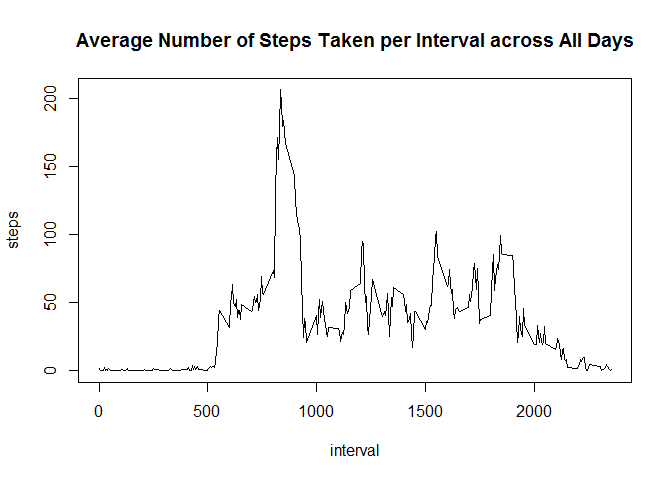 Average Number of Steps Taken per Interval across All Days
steps
200
150
100
50
0
0 500 1000 1500 2000
interval